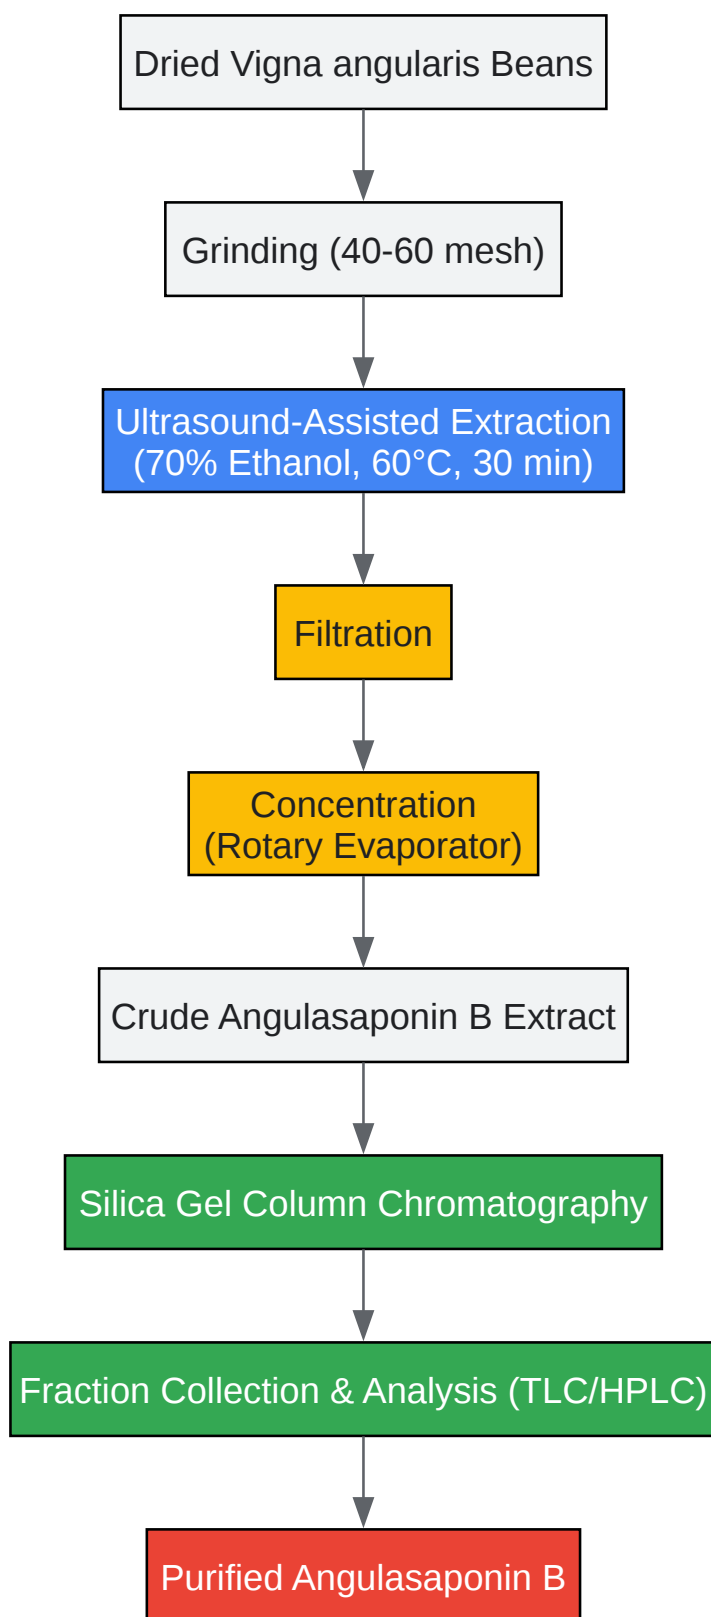 Dried Vigna angularis Beans
Grinding (40-60 mesh)
Ultrasound-Assisted Extraction
(70% Ethanol, 60°C, 30 min)
Filtration
Concentration
(Rotary Evaporator)
Crude Angulasaponin B Extract
Silica Gel Column Chromatography
Fraction Collection & Analysis (TLC/HPLC)
Purified Angulasaponin B